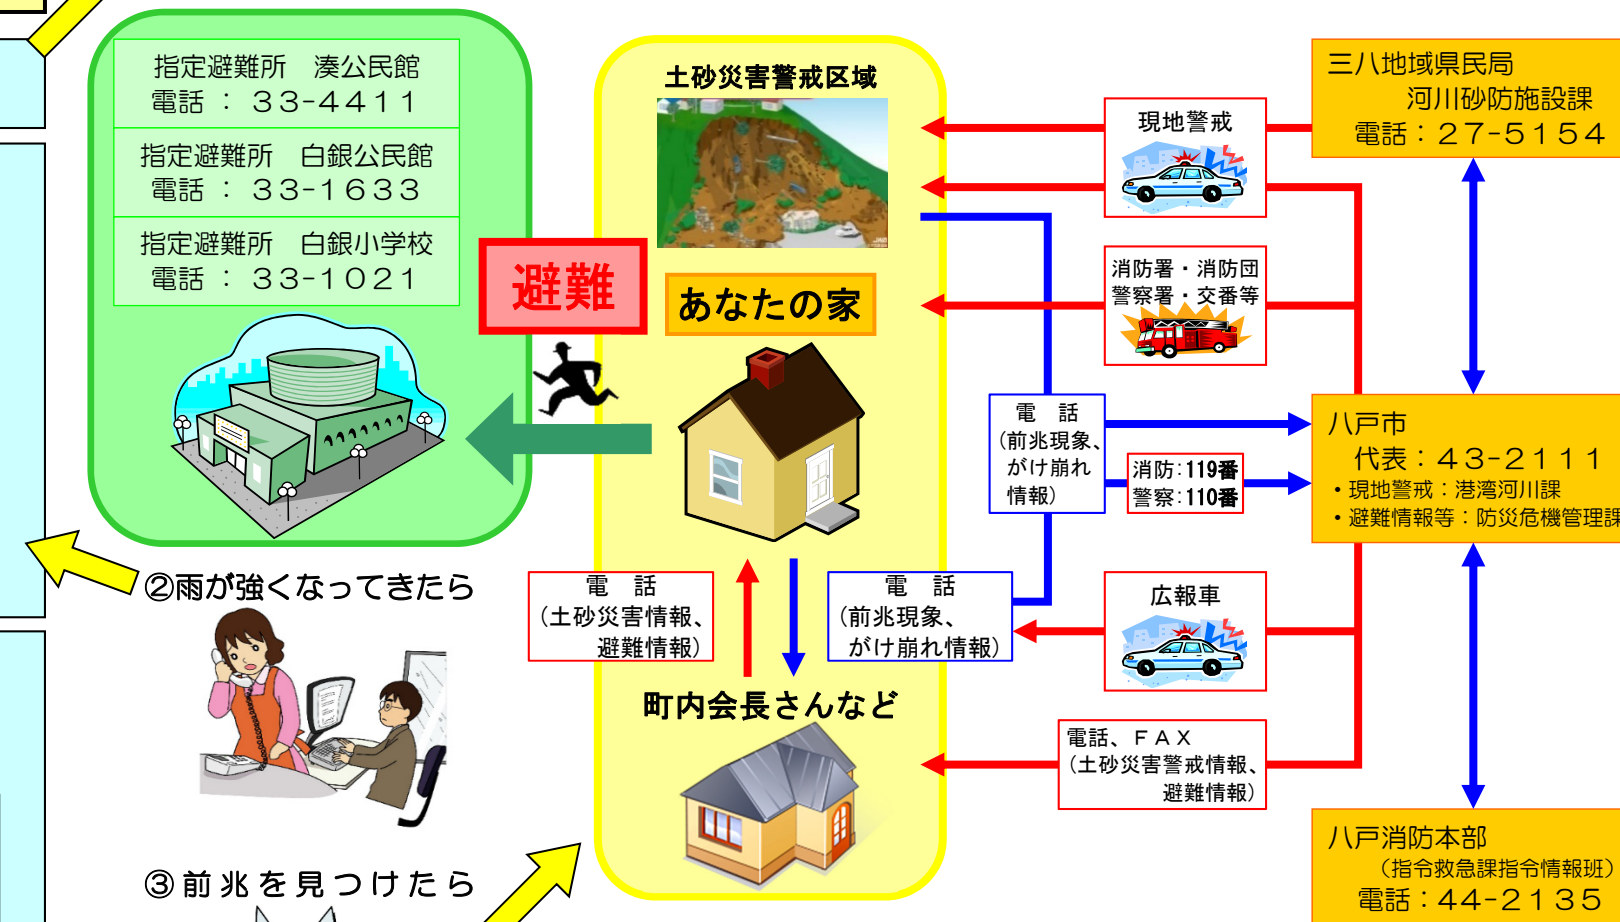 指定避難所　湊公民館
電話 ： ３３-４４１１
指定避難所　白銀公民館
電話 ： ３３-１６３３
指定避難所　白銀小学校
電話 ： ３３-１０２１
避難
②雨が強くなってきたら
③前兆を見つけたら
土砂災害警戒区域
あなたの家
電　話
(土砂災害情報、
避難情報)
電　話
(前兆現象、
がけ崩れ情報)
町内会長さんなど
現地警戒
消防署・消防団
警察署・交番等
電　話
(前兆現象、
がけ崩れ
情報)
消防:119番
警察:110番
広報車
電話、ＦＡＸ
(土砂災害警戒情報、
避難情報)
三八地域県民局
河川砂防施設課
電話：２７-５１５４
八戸市
代表：４３-２１１１
・現地警戒：港湾河川課
・避難情報等：防災危機管理課
八戸消防本部
(指令救急課指令情報班)
電話：４４-２１３５